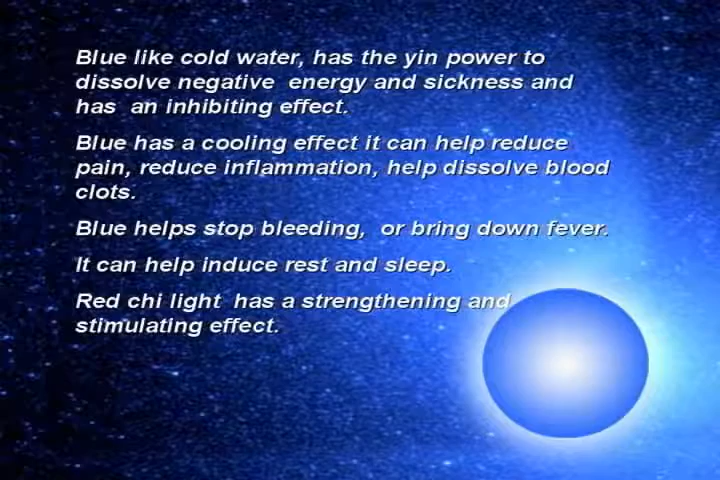 Blue like cold water, has the yin power to
dissolve negative  energy and sickness and
has  an inhibiting effect.
Blue has a cooling effect it can help reduce
pain, reduce inflammation, help dissolve blood
clots.
Blue helps stop bleeding,  or bring down fever.
It can help induce rest and sleep.
Red chi light  has a strengthening and
stimulating effect.